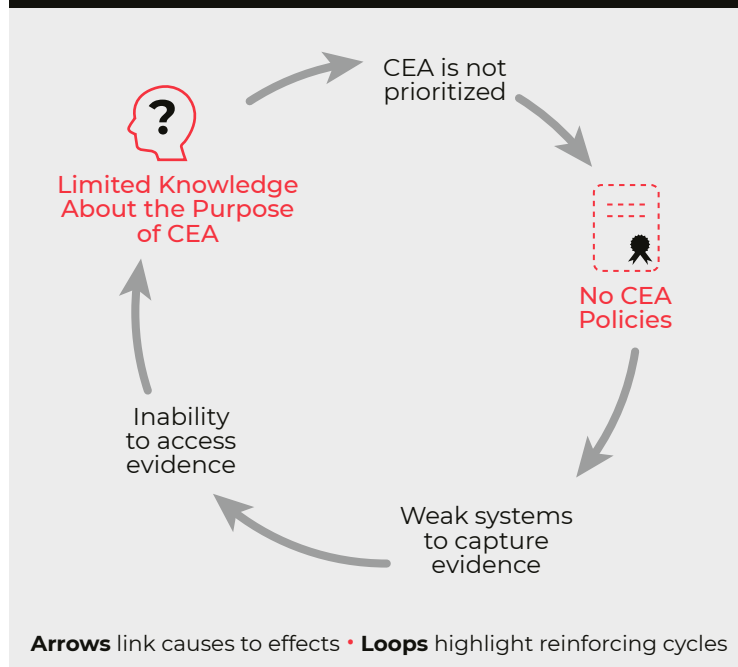 CEA is not
prioritized
?
Limited Knowledge
About the Purpose
of CEA
No CEA
Policies
Inability
to access
evidence
Weak systems
to capture
evidence
Arrows link causes to effects • Loops highlight reinforcing cycles